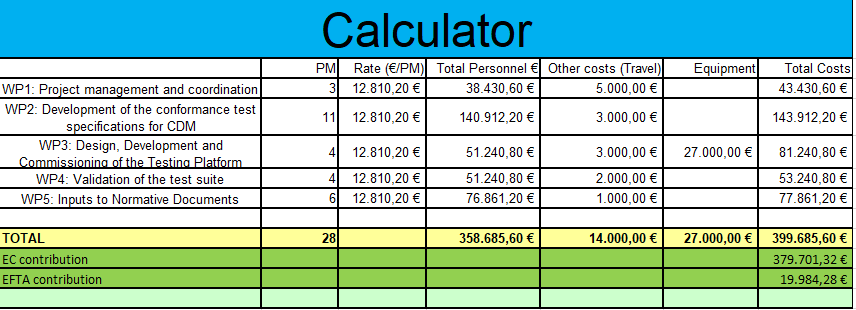 Calculator
PM Rate (€/PM) Total Personnel € Other costs (Travel) Equipment Total Costs
WP1: Project management and coordination 3 12.810,20 € 38.430,60 € 5.000,00 € 43.430,60 €
WP2: Development of the conformance test
specifications for CDM 11 12.810,20 € 140.912,20 € 3.000,00 € 143.912,20 €
WP3: Design, Development and
Commissioning of the Testing Platform 4 12.810,20 € 51.240,80 € 3.000,00 € 27.000,00 € 81.240,80 €
WP4: Validation of the test suite 4 12.810,20 € 51.240,80 € 2.000,00 € 53.240,80 €
WP5: Inputs to Normative Documents 6 12.810,20 € 76.861,20 € 1.000,00 € 77.861,20 €
TOTAL 28 358.685,60 € 14.000,00 € 27.000,00 € 399.685,60 €
EC contribution 379.701,32 €
EFTA contribution 19.984,28 €